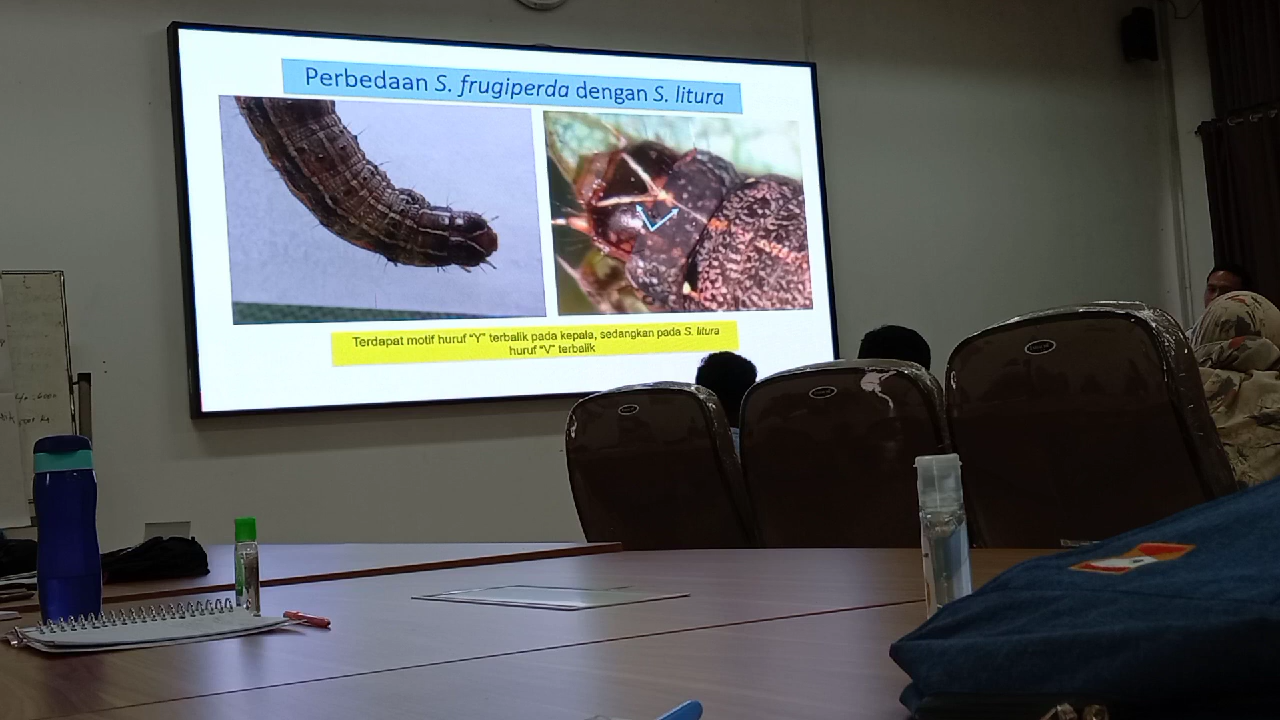 Perbedaan S. frugiperda dengan S. litura
Terdapat motif huruf "Y" terbalik pada kepala, sedangkan pada S. litura
huruf "V" terbalik